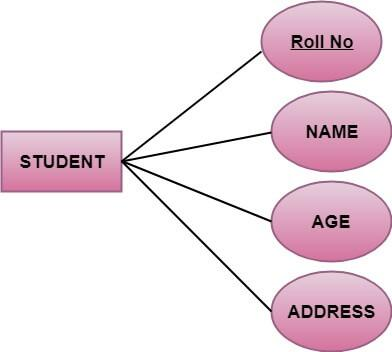 Roll No
NAME
STUDENT
AGE
ADDRESS